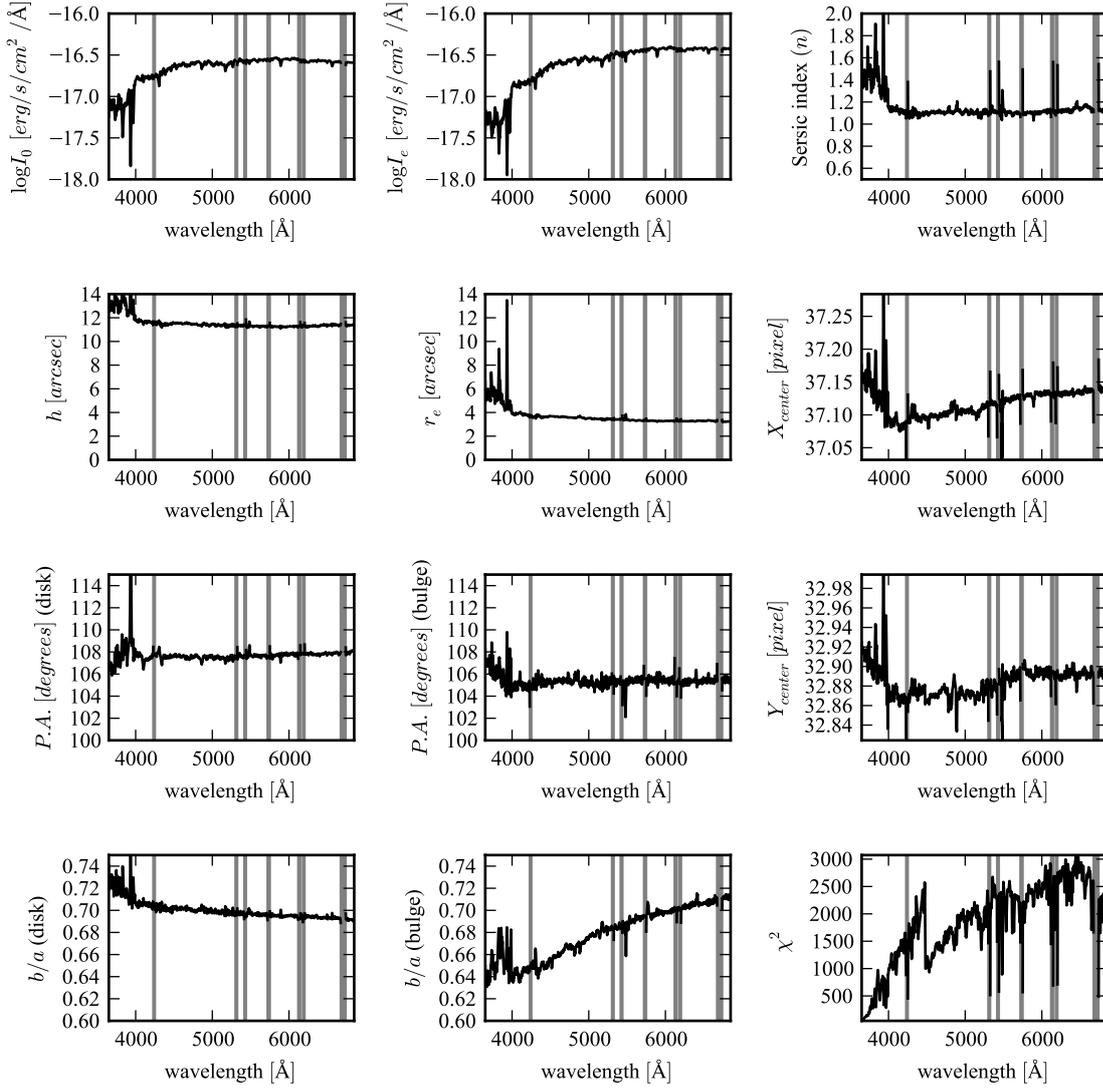 logI₀ [erg/s/cm² /Å]
−16.0
−16.5
−17.0
−17.5
−18.0
4000 5000 6000
wavelength [Å]
logIₑ [erg/s/cm² /Å]
−16.0
−16.5
−17.0
−17.5
−18.0
4000 5000 6000
wavelength [Å]
Sersic index (n)
2.0
1.8
1.6
1.4
1.2
1.0
0.8
0.6
4000 5000 6000
wavelength [Å]
h [arcsec]
14
12
10
8
6
4
2
0
4000 5000 6000
wavelength [Å]
rₑ [arcsec]
14
12
10
8
6
4
2
0
4000 5000 6000
wavelength [Å]
X_center [pixel]
37.25
37.20
37.15
37.10
37.05
4000 5000 6000
wavelength [Å]
P.A. [degrees] (disk)
114
112
110
108
106
104
102
100
4000 5000 6000
wavelength [Å]
P.A. [degrees] (bulge)
114
112
110
108
106
104
102
100
4000 5000 6000
wavelength [Å]
Y_center [pixel]
32.98
32.96
32.94
32.92
32.90
32.88
32.86
32.84
4000 5000 6000
wavelength [Å]
b/a (disk)
0.74
0.72
0.70
0.68
0.66
0.64
0.62
0.60
4000 5000 6000
wavelength [Å]
b/a (bulge)
0.74
0.72
0.70
0.68
0.66
0.64
0.62
0.60
4000 5000 6000
wavelength [Å]
χ²
3000
2500
2000
1500
1000
500
4000 5000 6000
wavelength [Å]